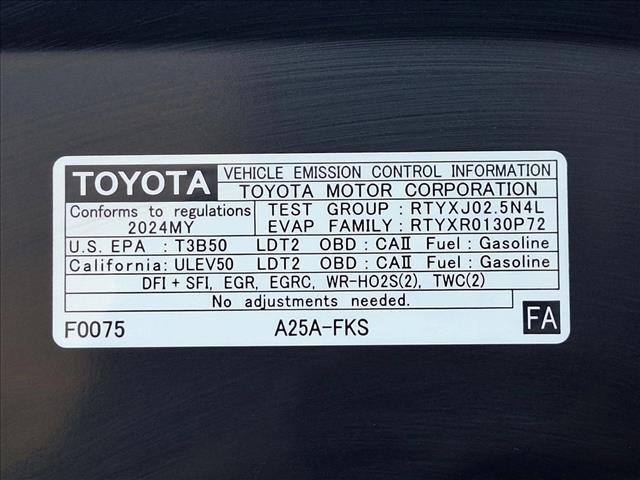 TOYOTA VEHICLE EMISSION CONTROL INFORMATION
TOYOTA MOTOR CORPORATION
Conforms to regulations TEST GROUP : RTYXJ02.5N4L
2024MY EVAP FAMILY : RTYXR0130P72
U.S. EPA : T3B50 LDT2 OBD : CAⅡ Fuel : Gasoline
California: ULEV50 LDT2 OBD : CAⅡ Fuel : Gasoline
DFI + SFI, EGR, EGRC, WR-HO2S(2), TWC(2)
No adjustments needed.
F0075 A25A-FKS FA